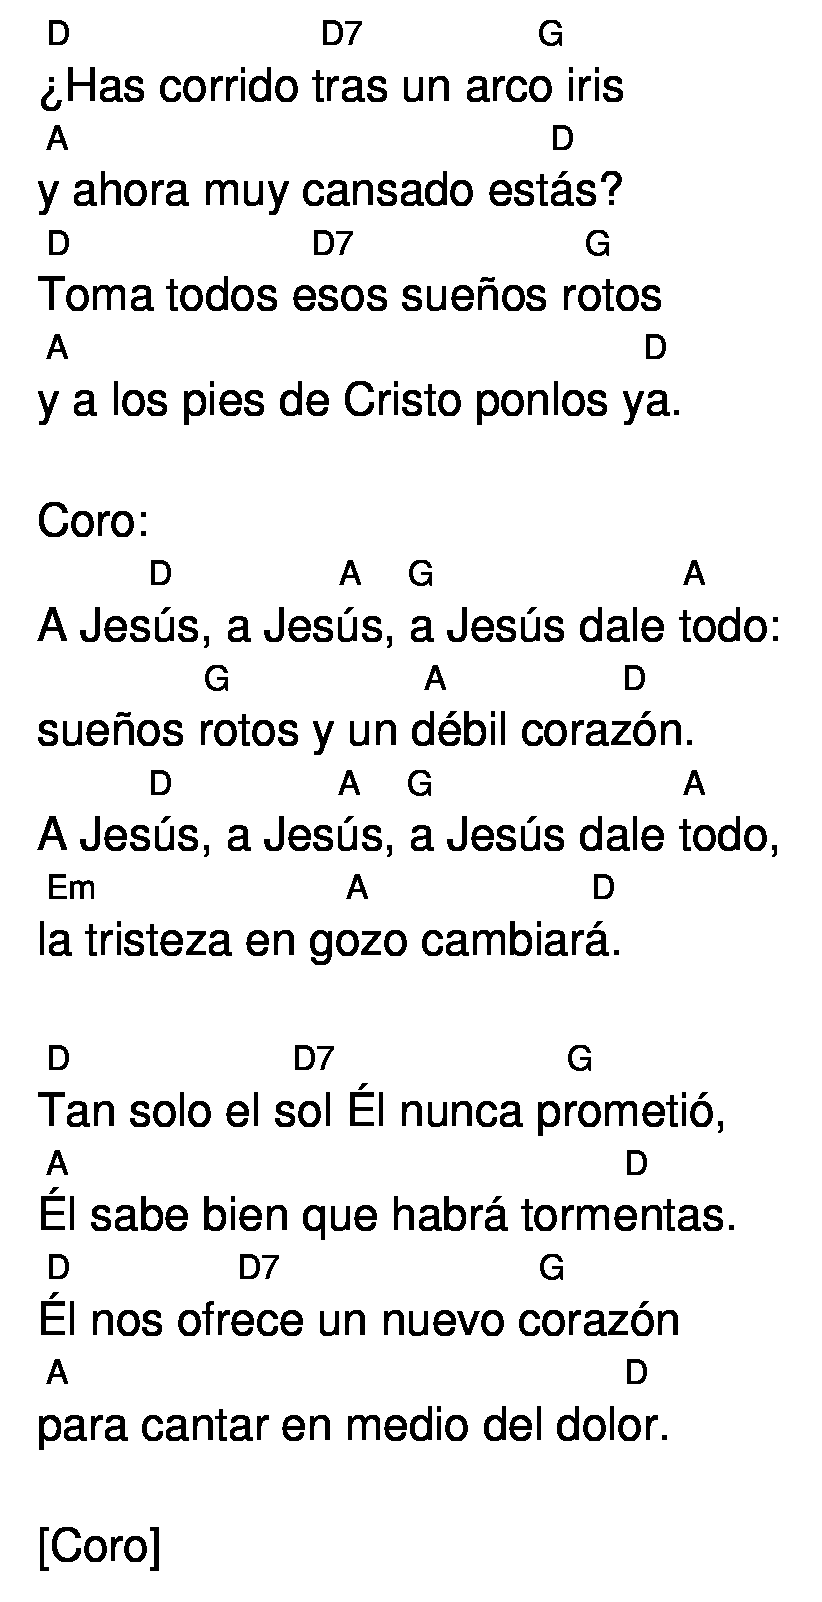 D D7 G
¿Has corrido tras un arco iris
A D
y ahora muy cansado estás?
D D7 G
Toma todos esos sueños rotos
A D
y a los pies de Cristo ponlos ya.
Coro:
D A G A
A Jesús, a Jesús, a Jesús dale todo:
G A D
sueños rotos y un débil corazón.
D A G A
A Jesús, a Jesús, a Jesús dale todo,
Em A D
la tristeza en gozo cambiará.
D D7 G
Tan solo el sol Él nunca prometió,
A D
Él sabe bien que habrá tormentas.
D D7 G
Él nos ofrece un nuevo corazón
A D
para cantar en medio del dolor.
[Coro]